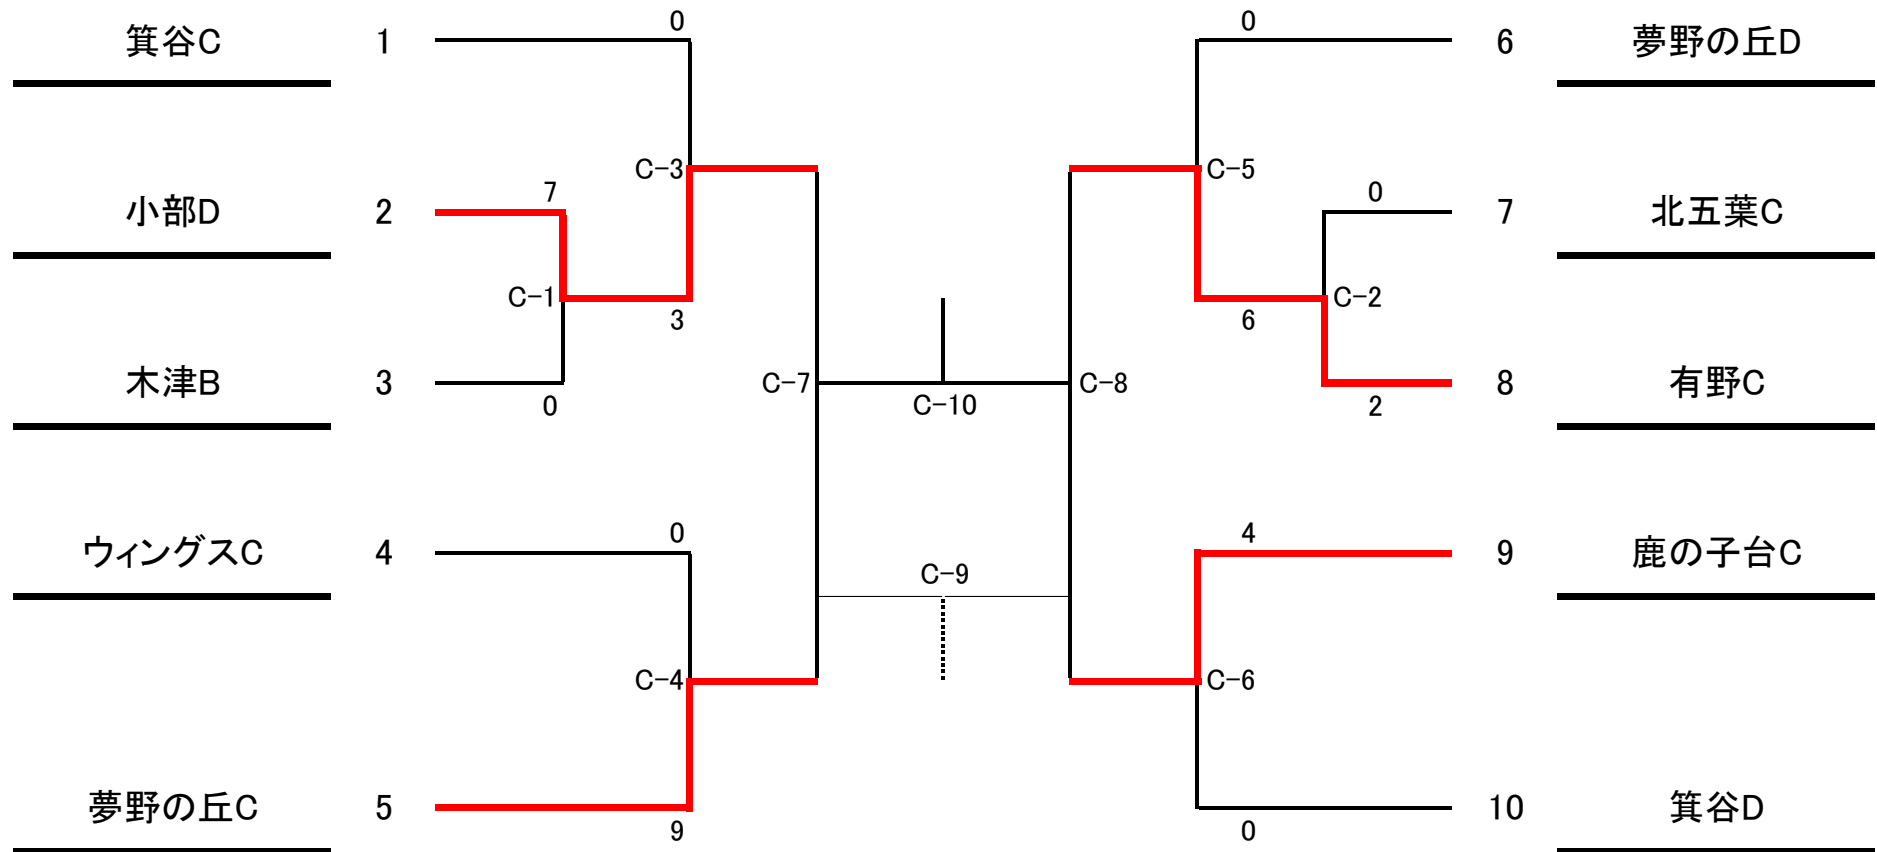 箕谷C 1 0 0 6 夢野の丘D
C-3 C-5
小部D 2 7 0 7 北五葉C
C-1 3 6 C-2
木津B 3 0 C-7 C-10 C-8 2 8 有野C
ウィングスC 4 0 4 9 鹿の子台C
C-9
C-4 C-6
夢野の丘C 5 9 0 10 箕谷D